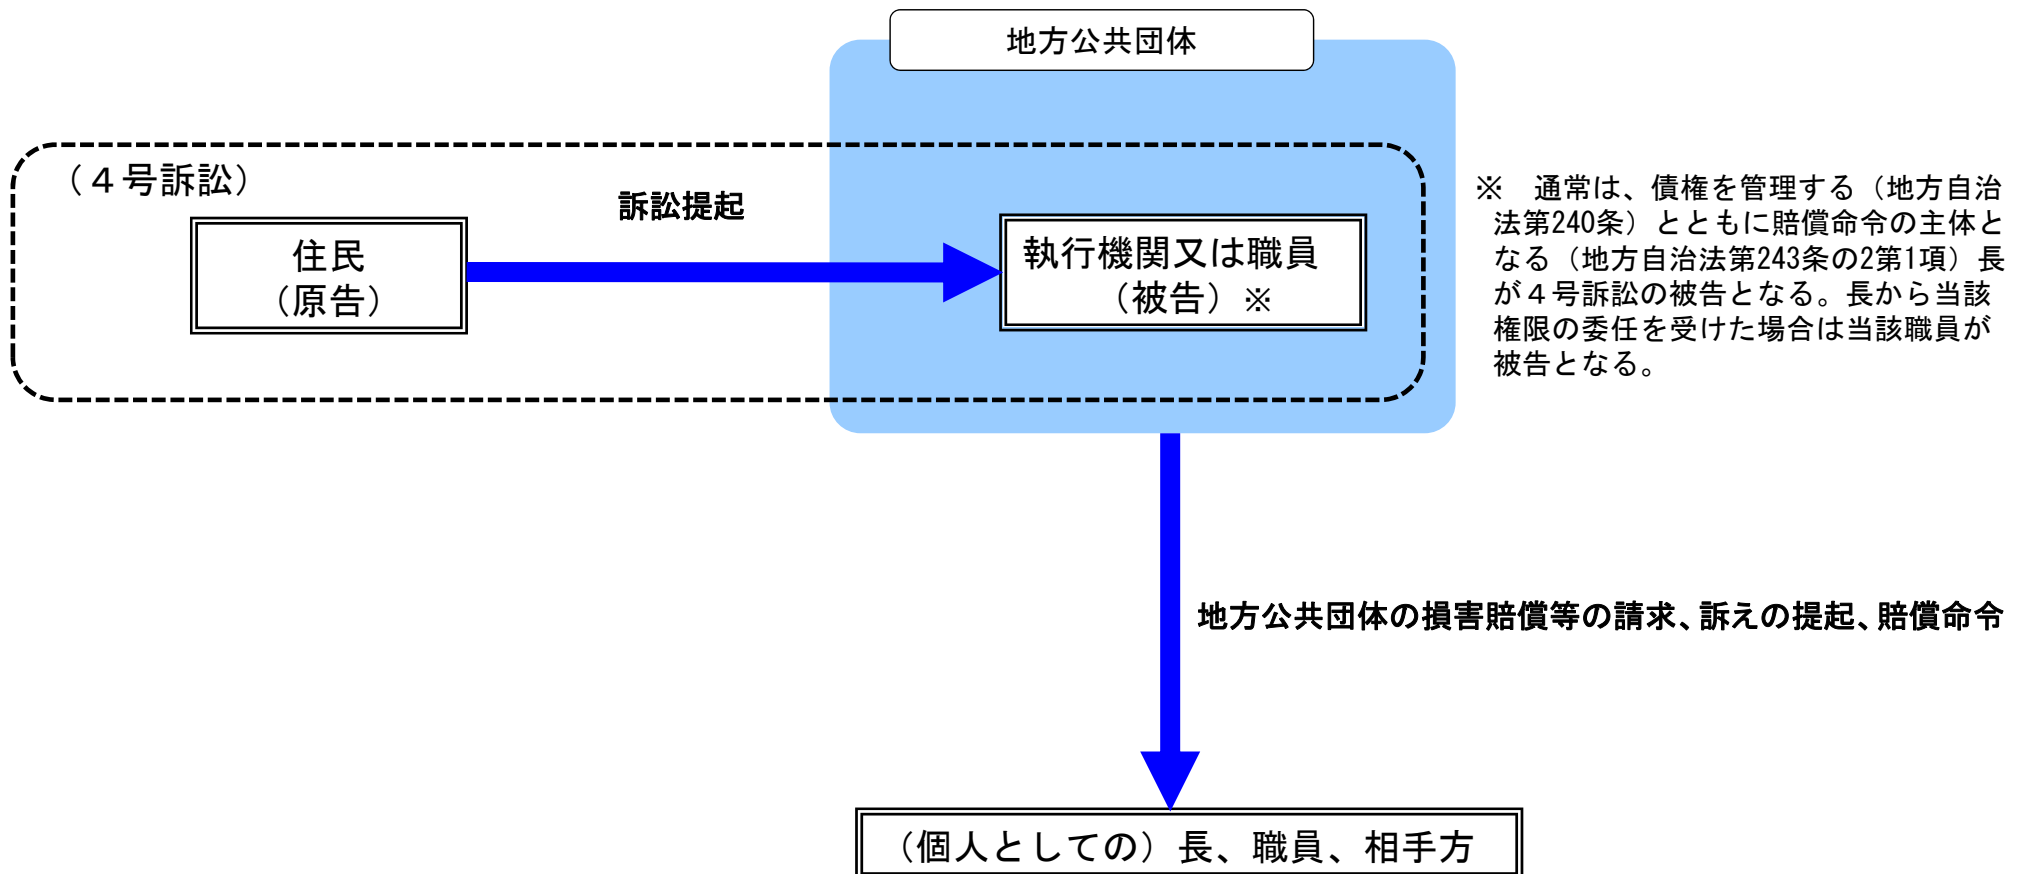 地方公共団体
（４号訴訟）
訴訟提起
住民
（原告）
執行機関又は職員
（被告）※
※　通常は、債権を管理する（地方自治
法第240条）とともに賠償命令の主体と
なる（地方自治法第243条の2第1項）長
が４号訴訟の被告となる。長から当該
権限の委任を受けた場合は当該職員が
被告となる。
地方公共団体の損害賠償等の請求、訴えの提起、賠償命令
（個人としての）長、職員、相手方